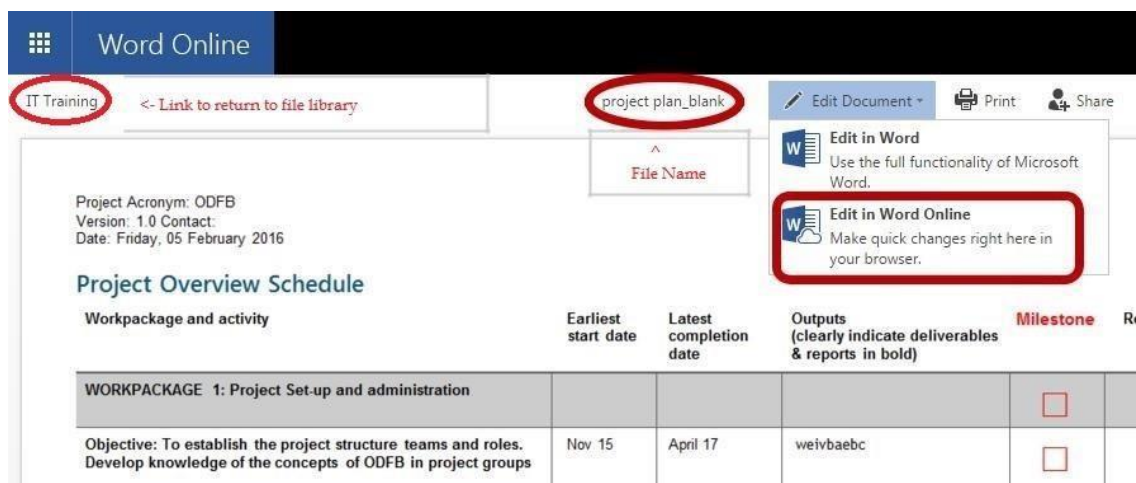 Word Online
IT Training
<- Link to return to file library
project plan_blank
Edit Document
Print
Share
^
File Name
Edit in Word
Use the full functionality of Microsoft
Word.
Edit in Word Online
Make quick changes right here in
your browser.
Project Acronym: ODFB
Version: 1.0 Contact:
Date: Friday, 05 February 2016
Project Overview Schedule
Workpackage and activity
Earliest
start date
Latest
completion
date
Outputs
(clearly indicate deliverables
& reports in bold)
Milestone
WORKPACKAGE 1: Project Set-up and administration
Objective: To establish the project structure teams and roles.
Develop knowledge of the concepts of ODFB in project groups
Nov 15
April 17
weivbaebc